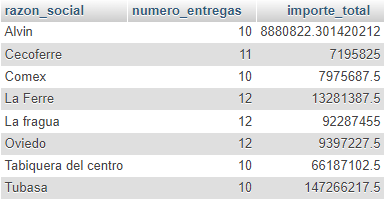 razon_social numero_entregas importe_total
Alvin 10 8880822.301420212
Cecoferre 11 7195825
Comex 10 7975687.5
La Ferre 12 13281387.5
La fragua 12 92287455
Oviedo 12 9397227.5
Tabiquera del centro 10 66187102.5
Tubasa 10 147266217.5